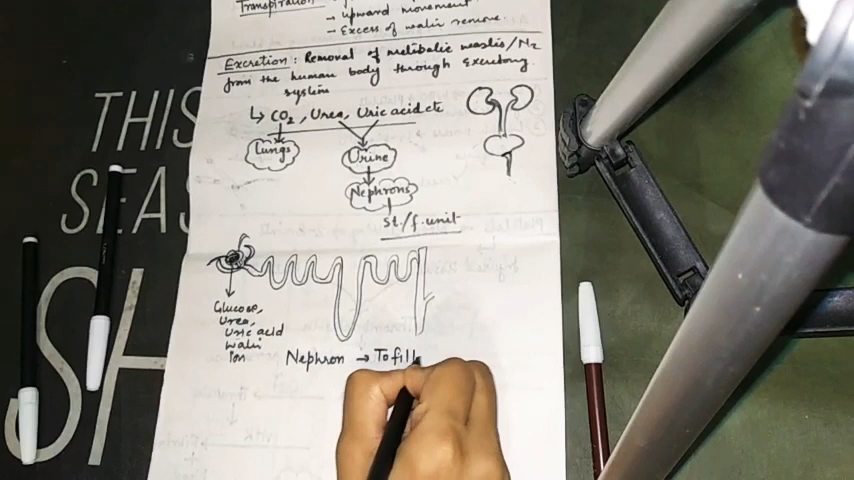 Transpiration
→ upward movement
- Excess of water remove.
Excretion : Removal of metibalic wastes/N2
from the human body through Excretory
system
↳ CO2, Urea, Uric acid etc
Lungs
Urine
Nephrons
St./f. unit
Glucose,
Urea,
Uric acid
Water
Ion
Nephron → To filt
THIS
SEAS
SH